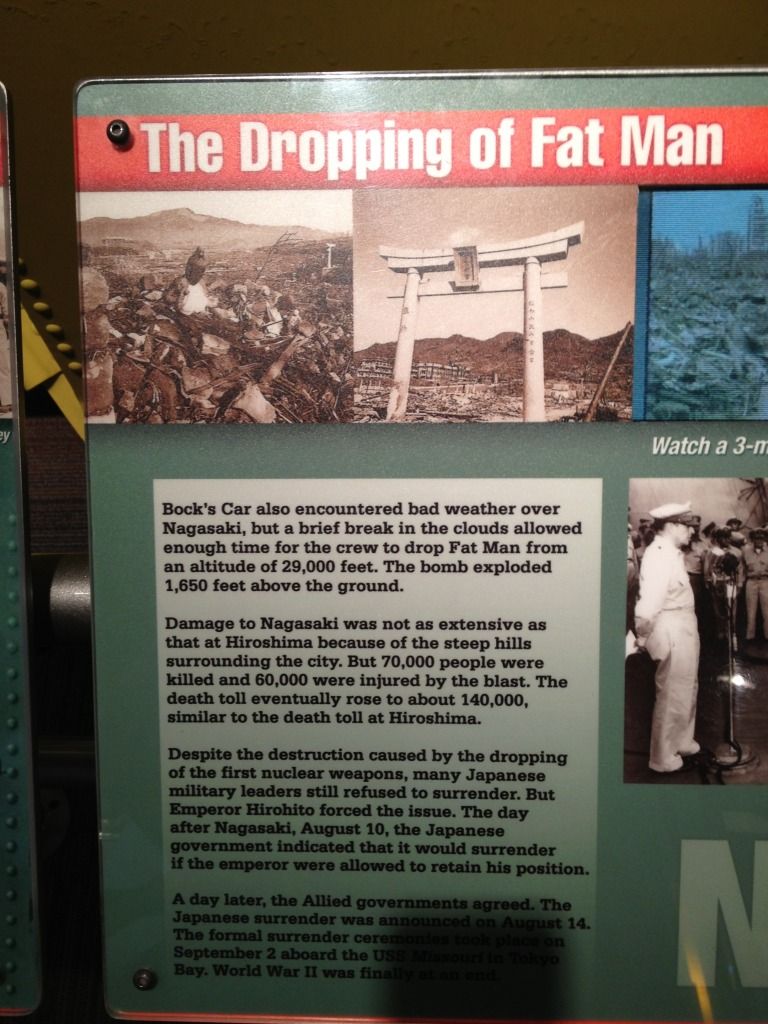 The Dropping of Fat Man
Watch a 3-m
ey
Bock's Car also encountered bad weather over
Nagasaki, but a brief break in the clouds allowed
enough time for the crew to drop Fat Man from
an altitude of 29,000 feet. The bomb exploded
1,650 feet above the ground.
Damage to Nagasaki was not as extensive as
that at Hiroshima because of the steep hills
surrounding the city. But 70,000 people were
killed and 60,000 were injured by the blast. The
death toll eventually rose to about 140,000,
similar to the death toll at Hiroshima.
Despite the destruction caused by the dropping
of the first nuclear weapons, many Japanese
military leaders still refused to surrender. But
Emperor Hirohito forced the issue. The day
after Nagasaki, August 10, the Japanese
government indicated that it would surrender
if the emperor were allowed to retain his position.
A day later, the Allied governments agreed. The
Japanese surrender was announced on August 14.
The formal surrender ceremonies took place on
September 2 aboard the USS Missouri in Tokyo
Bay. World War II was finally at an end.
N